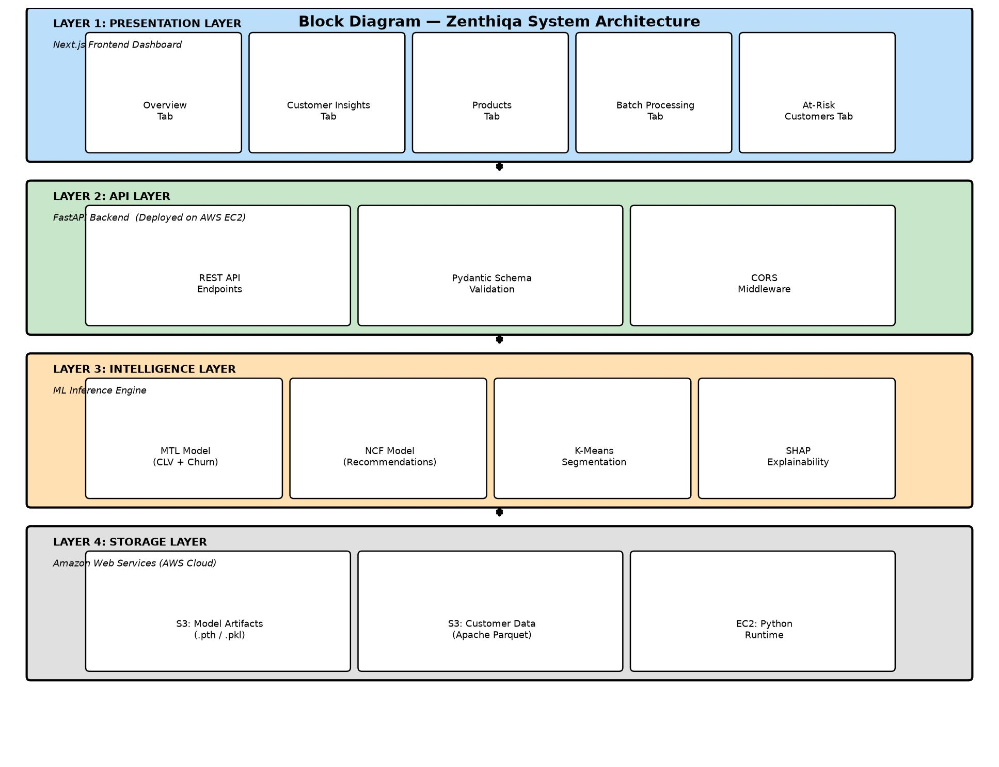 Block Diagram — Zenthiqa System Architecture
LAYER 1: PRESENTATION LAYER
Next.js Frontend Dashboard
Overview
Tab
Customer Insights
Tab
Products
Tab
Batch Processing
Tab
At-Risk
Customers Tab
LAYER 2: API LAYER
FastAPI Backend  (Deployed on AWS EC2)
REST API
Endpoints
Pydantic Schema
Validation
CORS
Middleware
LAYER 3: INTELLIGENCE LAYER
ML Inference Engine
MTL Model
(CLV + Churn)
NCF Model
(Recommendations)
K-Means
Segmentation
SHAP
Explainability
LAYER 4: STORAGE LAYER
Amazon Web Services (AWS Cloud)
S3: Model Artifacts
(.pth / .pkl)
S3: Customer Data
(Apache Parquet)
EC2: Python
Runtime